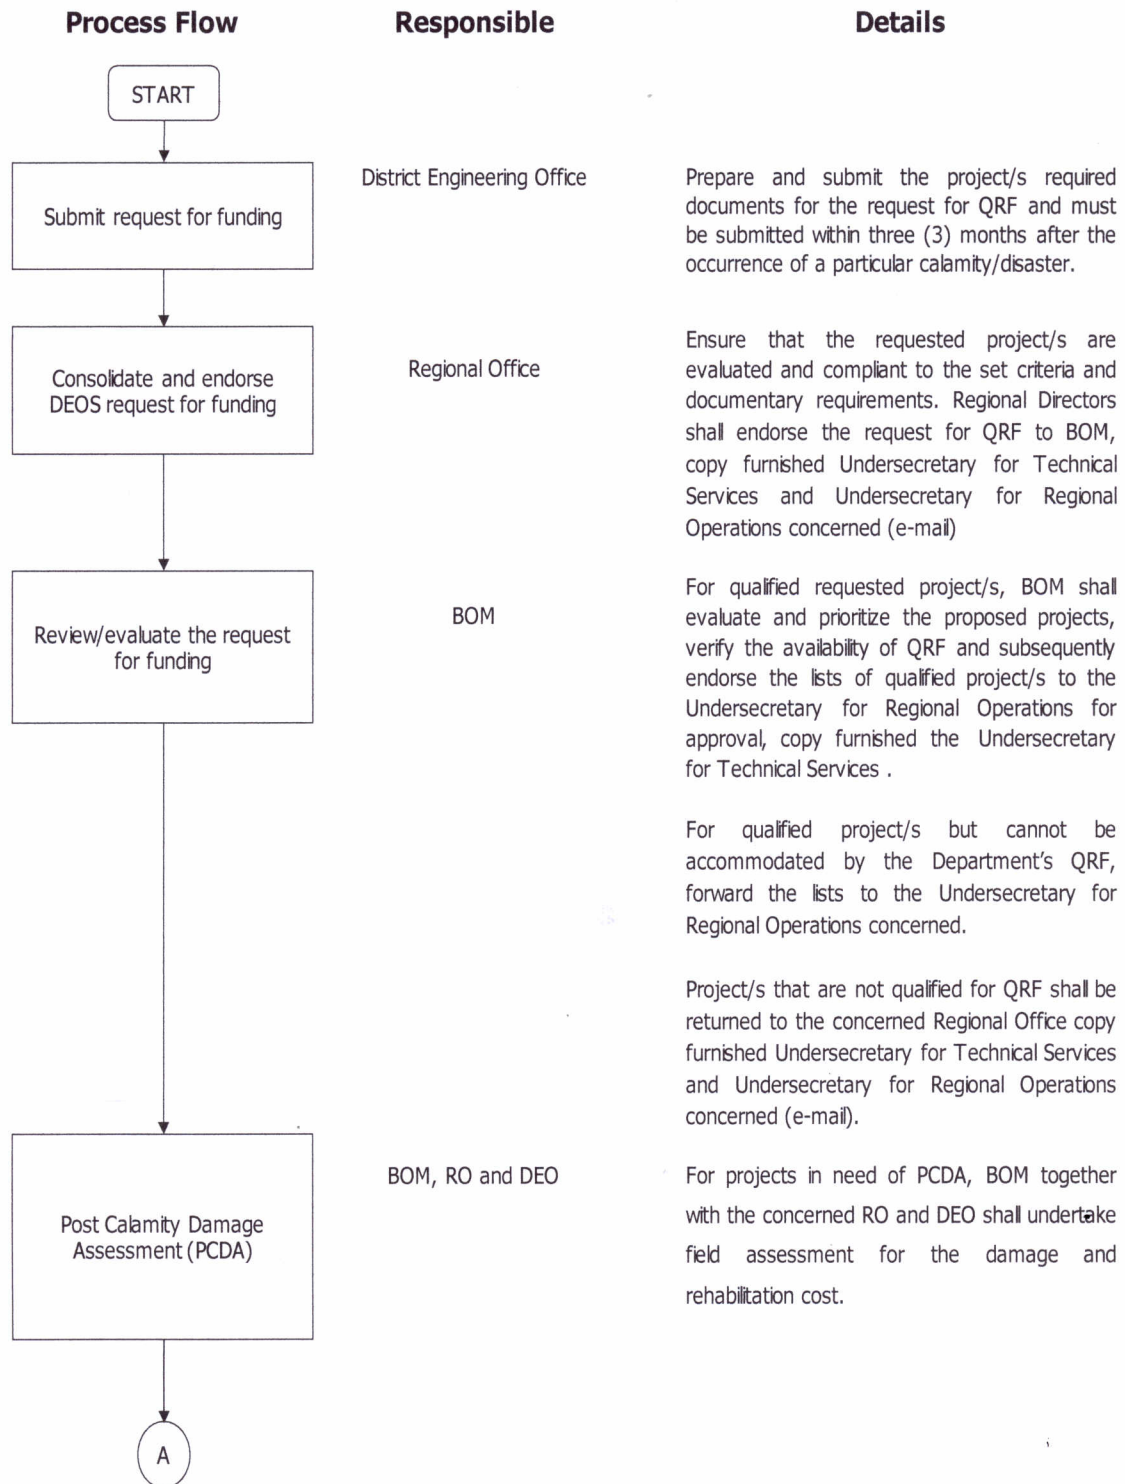 Process Flow Responsible Details
START
Submit request for funding
District Engineering Office
Prepare and submit the project/s required
documents for the request for QRF and must
be submitted within three (3) months after the
occurrence of a particular calamity/disaster.
Consolidate and endorse
DEOS request for funding
Regional Office
Ensure that the requested project/s are
evaluated and compliant to the set criteria and
documentary requirements. Regional Directors
shall endorse the request for QRF to BOM,
copy furnished Undersecretary for Technical
Services and Undersecretary for Regional
Operations concerned (e-mail)
Review/evaluate the request
for funding
BOM
For qualified requested project/s, BOM shall
evaluate and prioritize the proposed projects,
verify the availability of QRF and subsequently
endorse the lists of qualified project/s to the
Undersecretary for Regional Operations for
approval, copy furnished the Undersecretary
for Technical Services .
For qualified project/s but cannot be
accommodated by the Department's QRF,
forward the lists to the Undersecretary for
Regional Operations concerned.
Project/s that are not qualified for QRF shall be
returned to the concerned Regional Office copy
furnished Undersecretary for Technical Services
and Undersecretary for Regional Operations
concerned (e-mail).
Post Calamity Damage
Assessment (PCDA)
BOM, RO and DEO
For projects in need of PCDA, BOM together
with the concerned RO and DEO shall undertake
field assessment for the damage and
rehabilitation cost.
A